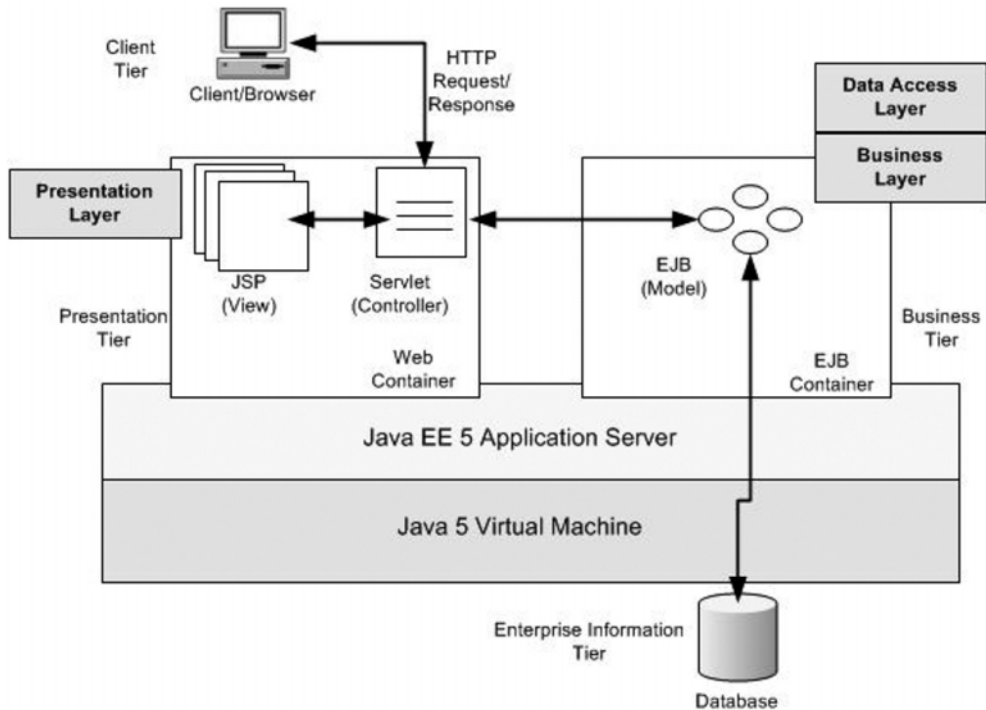 Client
Tier
Client/Browser
HTTP
Request/
Response
Data Access
Layer
Business
Layer
Presentation
Layer
JSP
(View)
Servlet
(Controller)
EJB
(Model)
Presentation
Tier
Business
Tier
Web
Container
EJB
Container
Java EE 5 Application Server
Java 5 Virtual Machine
Enterprise Information
Tier
Database